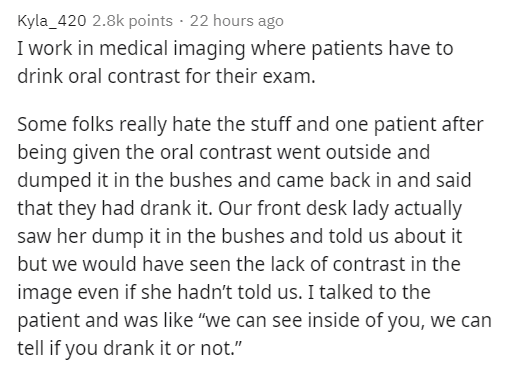 Kyla_420 2.8k points · 22 hours ago
I work in medical imaging where patients have to
drink oral contrast for their exam.
Some folks really hate the stuff and one patient after
being given the oral contrast went outside and
dumped it in the bushes and came back in and said
that they had drank it. Our front desk lady actually
saw her dump it in the bushes and told us about it
but we would have seen the lack of contrast in the
image even if she hadn’t told us. I talked to the
patient and was like “we can see inside of you, we can
tell if you drank it or not.”